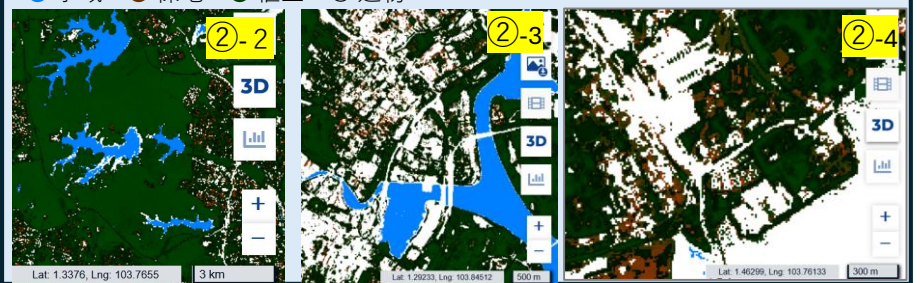 ②-2
②-3
②-4
3D
3D
3D
+
−
+
−
+
−
Lat: 1.3376, Lng: 103.7655
3 km
Lat: 1.29233, Lng: 103.84512
500 m
Lat: 1.46299, Lng: 103.76133
300 m